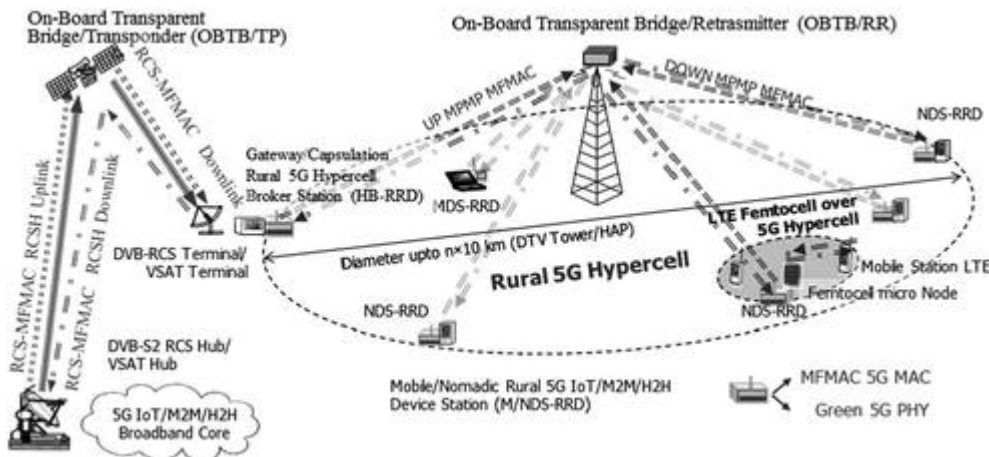 On-Board Transparent
Bridge/Transponder (OBTB/TP)
On-Board Transparent Bridge/Retrasmitter (OBTB/RR)
RCS-MFMAC Downlink
RCS-MFMAC RCSH Uplink
RCS-MFMAC RCSH Downlink
UP MPMP MFMAC
DOWN MPMP MFMAC
NDS-RRD
Gateway/Capsulation
Rural 5G Hypercell
Broker Station (HB-RRD)
MDS-RRD
DVB-RCS Terminal/
VSAT Terminal
Diameter upto n×10 km (DTV Tower/HAP)
LTE Femtocell over
5G Hypercell
Rural 5G Hypercell
Mobile Station LTE
Femtocell micro Node
NDS-RRD
NDS-RRD
DVB-S2 RCS Hub/
VSAT Hub
5G IoT/M2M/H2H
Broadband Core
Mobile/Nomadic Rural 5G IoT/M2M/H2H
Device Station (M/NDS-RRD)
MFMAC 5G MAC
Green 5G PHY